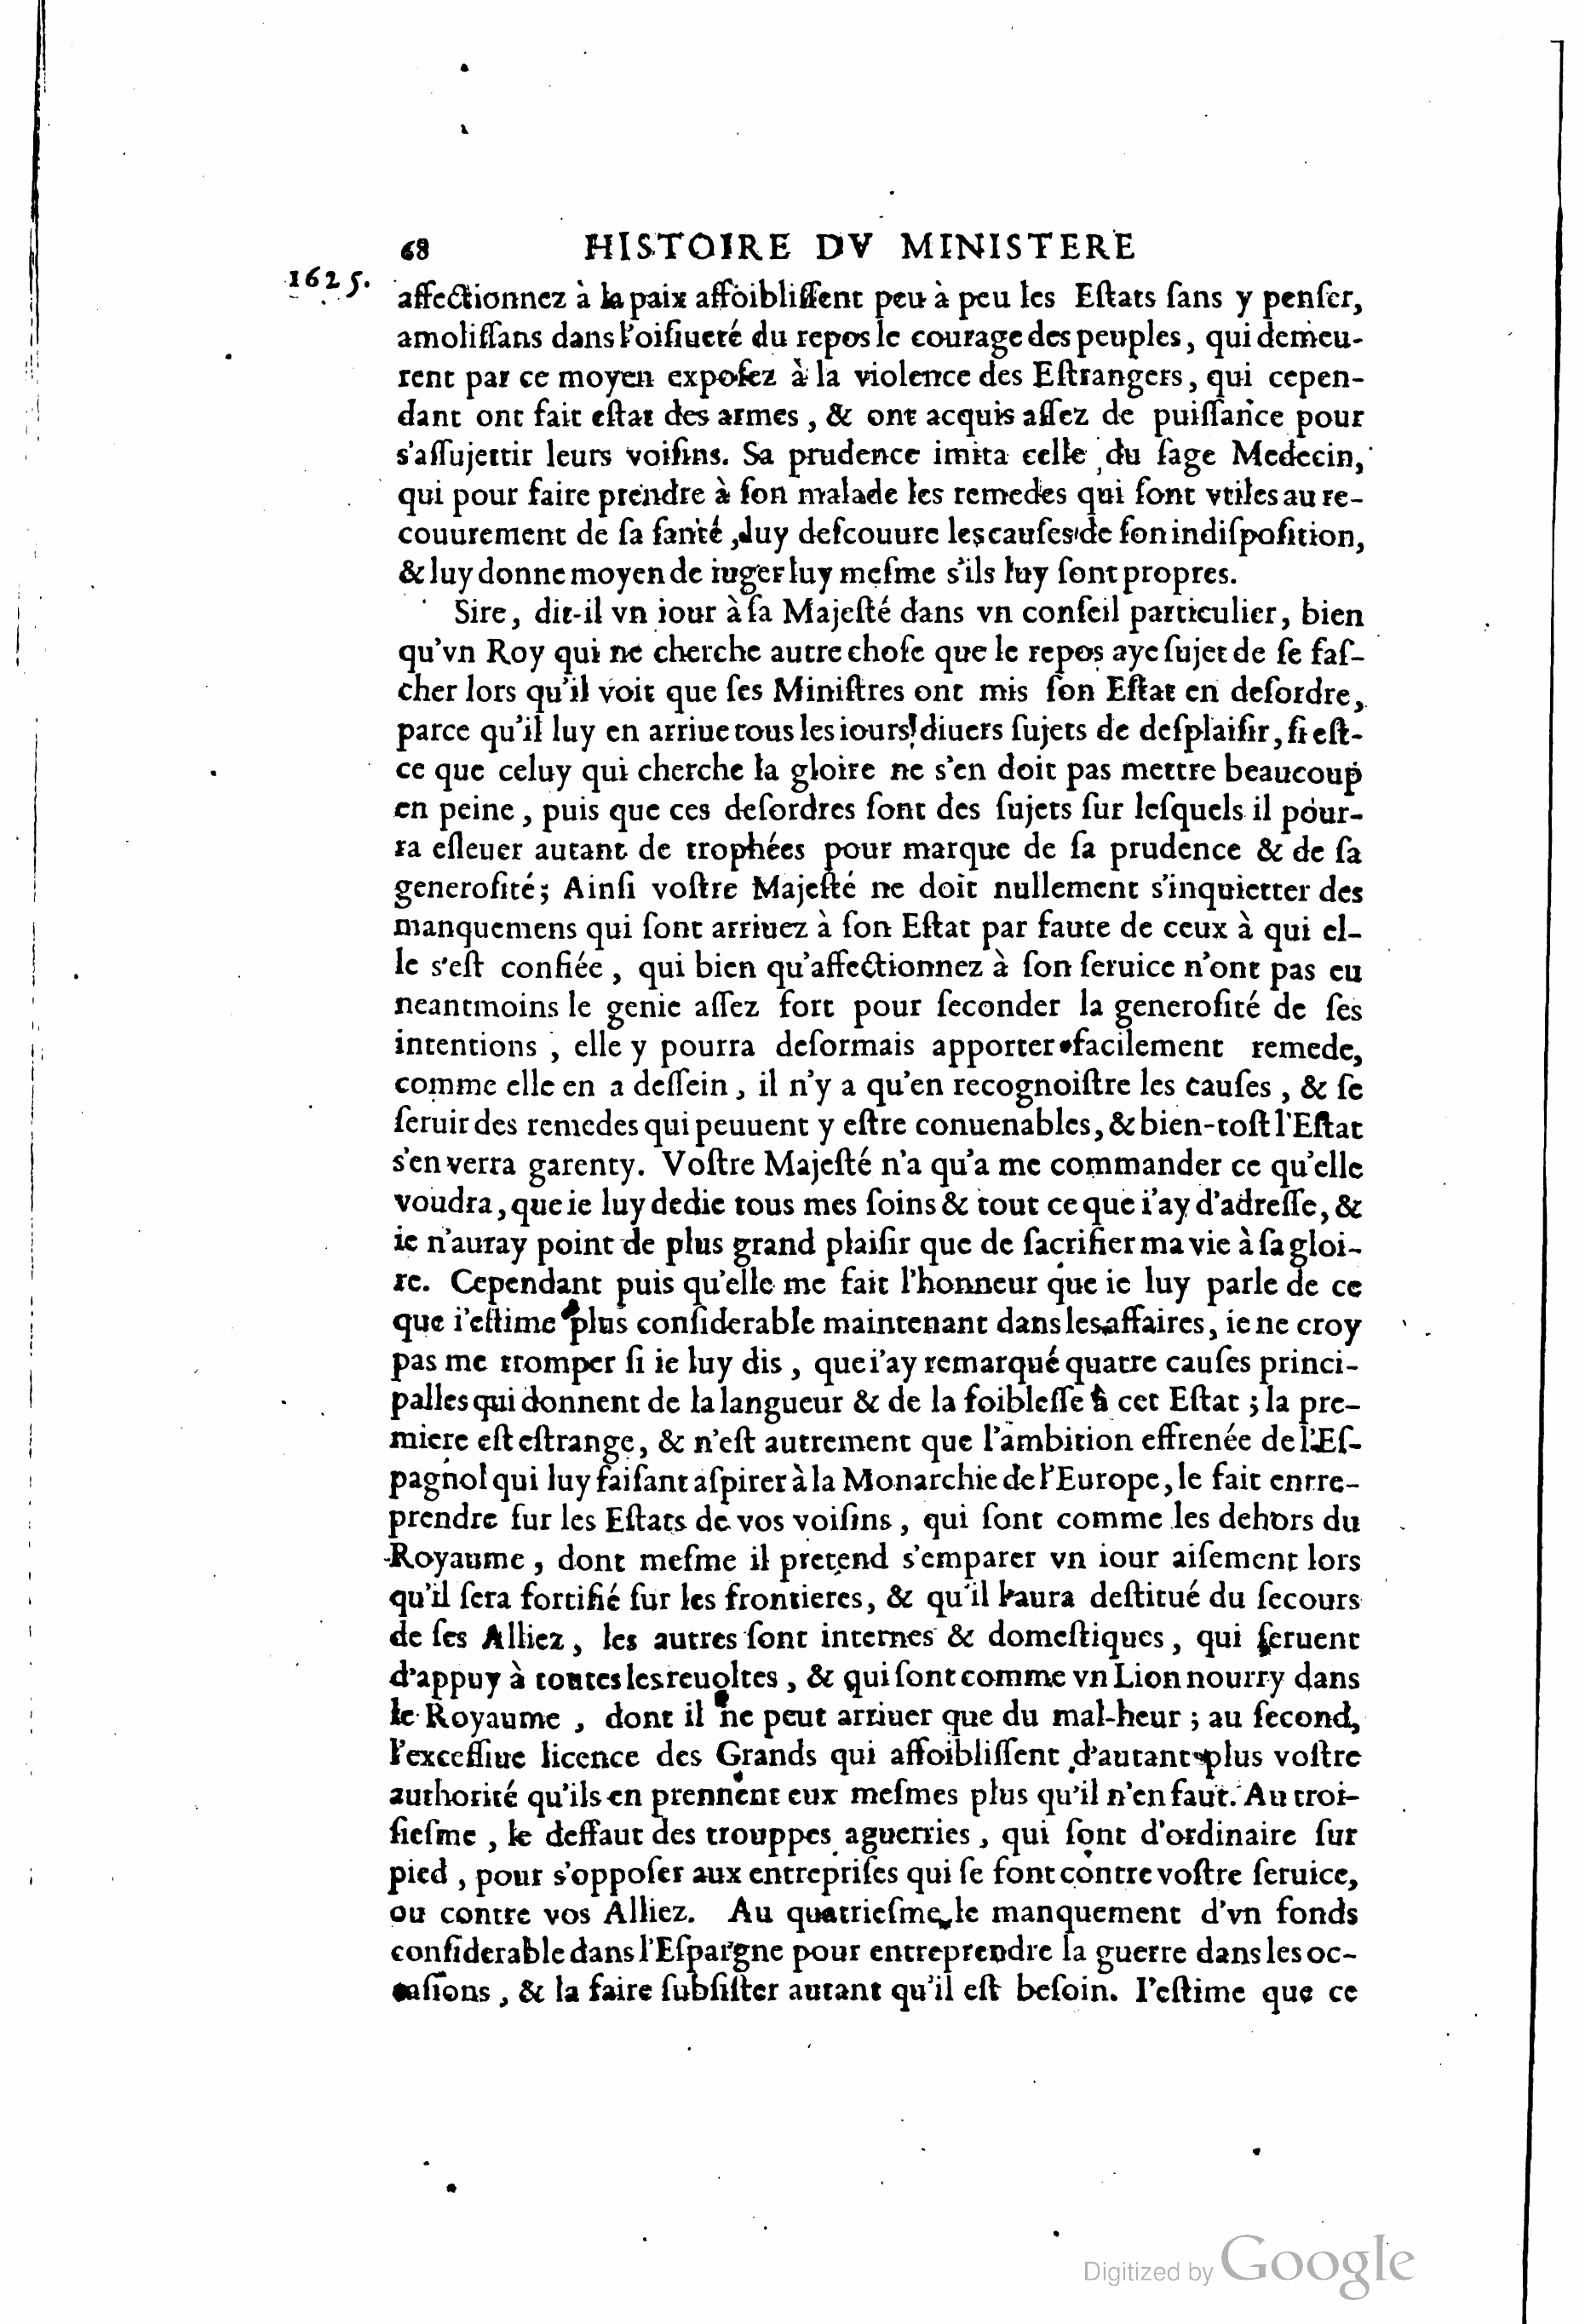 68 HISTOIRE DV MINISTERE
1625.
affectionnez à la paix affoibliſſent peu à peu les Eſtats ſans y penſer,
amoliſſans dans l'oiſiueté du repos le courage des peuples, qui demeu-
rent par ce moyen expoſez à la violence des Eſtrangers, qui cepen-
dant ont fait eſtat des armes, & ont acquis aſſez de puiſſance pour
s'aſſujettir leurs voiſins. Sa prudence imita celle du ſage Medecin,
qui pour faire prendre à ſon malade les remedes qui ſont vtiles au re-
couurement de ſa ſanté, luy deſcouure les cauſes de ſon indiſpoſition,
& luy donne moyen de iuger luy meſme s'ils luy ſont propres.
Sire, dit-il vn iour à ſa Majeſté dans vn conſeil particulier, bien
qu'vn Roy qui ne cherche autre choſe que le repos aye ſujet de ſe faſ-
cher lors qu'il voit que ſes Miniſtres ont mis ſon Eſtat en deſordre,
parce qu'il luy en arriue tous les iours diuers ſujets de deſplaiſir, ſi eſt-
ce que celuy qui cherche la gloire ne s'en doit pas mettre beaucoup
en peine, puis que ces deſordres ſont des ſujets ſur leſquels il pour-
ra eſleuer autant de trophées pour marque de ſa prudence & de ſa
generoſité; Ainſi voſtre Majeſté ne doit nullement s'inquietter des
manquemens qui ſont arriuez à ſon Eſtat par faute de ceux à qui el-
le s'eſt confiée, qui bien qu'affectionnez à ſon ſeruice n'ont pas eu
neantmoins le genie aſſez fort pour ſeconder la generoſité de ſes
intentions, elle y pourra deſormais apporter facilement remede,
comme elle en a deſſein, il n'y a qu'en recognoiſtre les cauſes, & ſe
ſeruir des remedes qui peuuent y eſtre conuenables, & bien-toſt l'Eſtat
s'en verra garenty. Voſtre Majeſté n'a qu'a me commander ce qu'elle
voudra, que ie luy dedie tous mes ſoins & tout ce que i'ay d'adreſſe, &
ie n'auray point de plus grand plaiſir que de ſacrifier ma vie à ſa gloi-
re. Cependant puis qu'elle me fait l'honneur que ie luy parle de ce
que i'eſtime plus conſiderable maintenant dans les affaires, ie ne croy
pas me tromper ſi ie luy dis, que i'ay remarqué quatre cauſes princi-
palles qui donnent de la langueur & de la foibleſſe à cet Eſtat; la pre-
miere eſt eſtrange, & n'eſt autrement que l'ambition effrenée de l'Eſ-
pagnol qui luy faiſant aſpirer à la Monarchie de l'Europe, le fait entre-
prendre ſur les Eſtats de vos voiſins, qui ſont comme les dehors du
Royaume, dont meſme il pretend s'emparer vn iour aiſement lors
qu'il ſera fortifié ſur les frontieres, & qu'il l'aura deſtitué du ſecours
de ſes Alliez, les autres ſont internes & domeſtiques, qui ſeruent
d'appuy à toutes les reuoltes, & qui ſont comme vn Lion nourry dans
le Royaume, dont il ne peut arriuer que du mal-heur; au ſecond,
l'exceſſiue licence des Grands qui affoibliſſent d'autant plus voſtre
authorité qu'ils en prennent eux meſmes plus qu'il n'en faut. Au troi-
ſieſme, le deffaut des trouppes aguerries, qui ſont d'ordinaire ſur
pied, pour s'oppoſer aux entrepriſes qui ſe font contre voſtre ſeruice,
ou contre vos Alliez. Au quatrieſme le manquement d'vn fonds
conſiderable dans l'Eſpargne pour entreprendre la guerre dans les oc-
caſions, & la faire ſubſiſter autant qu'il eſt beſoin. I'eſtime que ce
Digitized by Google